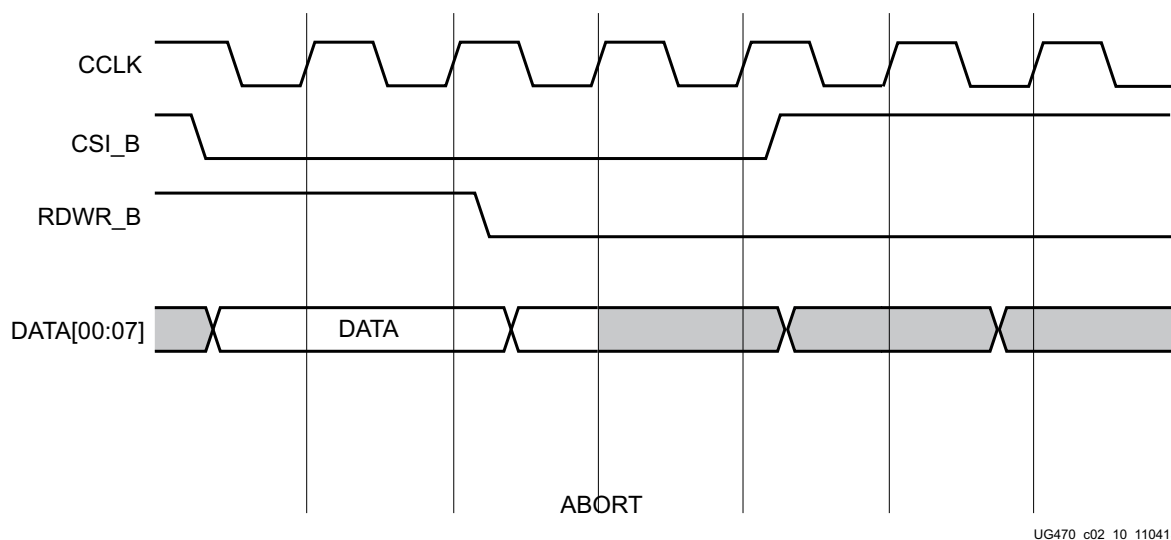 CCLK
CSI_B
RDWR_B
DATA[00:07]
DATA
ABORT
UG470_c02_10_11041